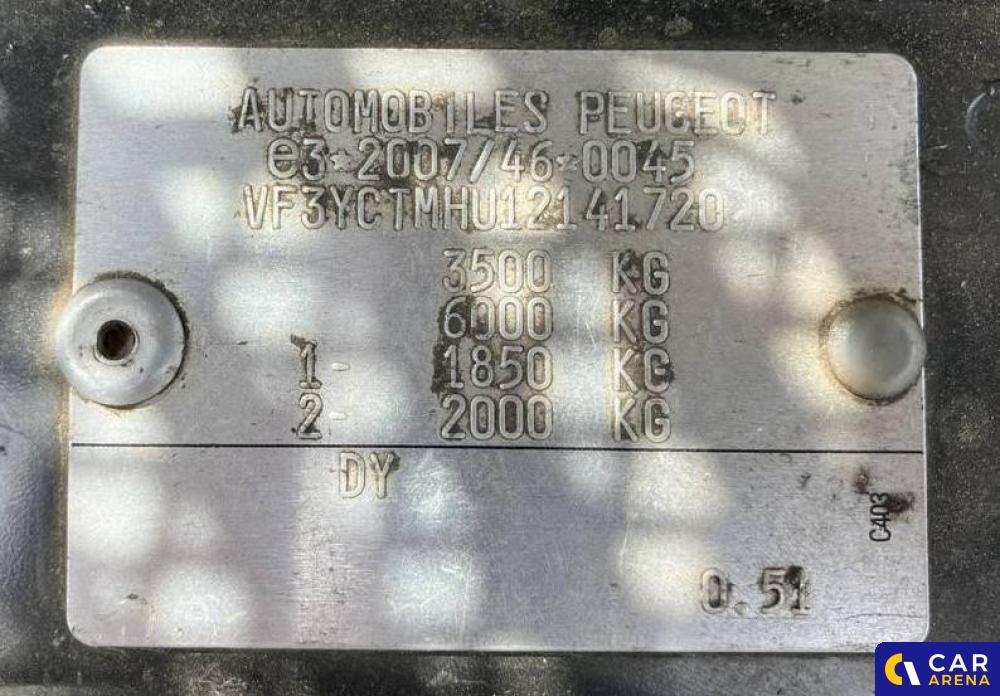 AUTOMOBILES PEUGEOT
e3*2007/46*0045
VF3YCTMHU12141720
3500 KG
6000 KG
1- 1850 KG
2- 2000 KG
DY
C4D3
0.51
CAR
ARENA